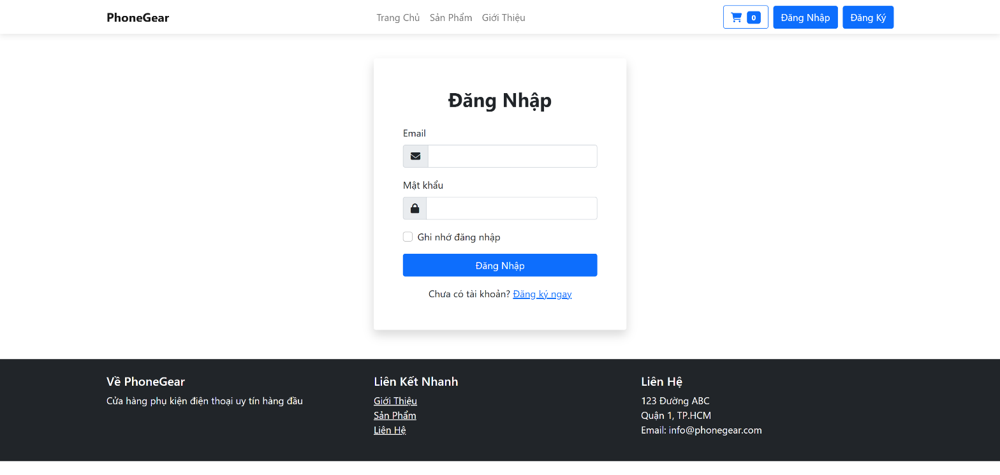 PhoneGear
Trang Chủ Sản Phẩm Giới Thiệu
0 Đăng Nhập Đăng Ký
Đăng Nhập
Email
Mật khẩu
Ghi nhớ đăng nhập
Đăng Nhập
Chưa có tài khoản? Đăng ký ngay
Về PhoneGear
Cửa hàng phụ kiện điện thoại uy tín hàng đầu
Liên Kết Nhanh
Giới Thiệu
Sản Phẩm
Liên Hệ
Liên Hệ
123 Đường ABC
Quận 1, TP.HCM
Email: info@phonegear.com